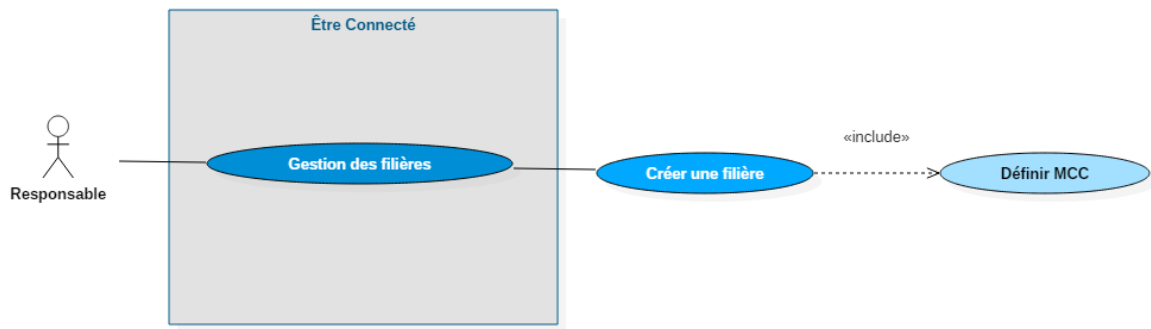 Être Connecté
Responsable
Gestion des filières
Créer une filière
«include»
Définir MCC